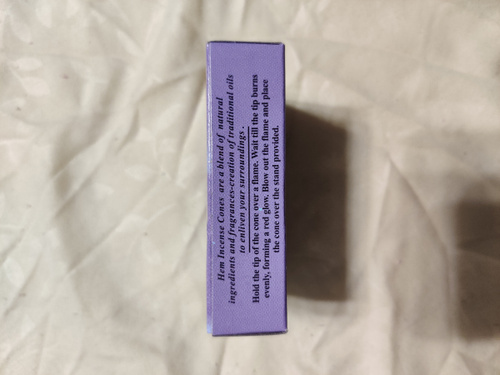 Hem Incense Cones are a blend of natural
ingredients and fragrances-creation of traditional oils
to enliven your surroundings.
Hold the tip of the cone over a flame. Wait till the tip burns
evenly, forming a red glow. Blow out the flame and place
the cone over the stand provided.